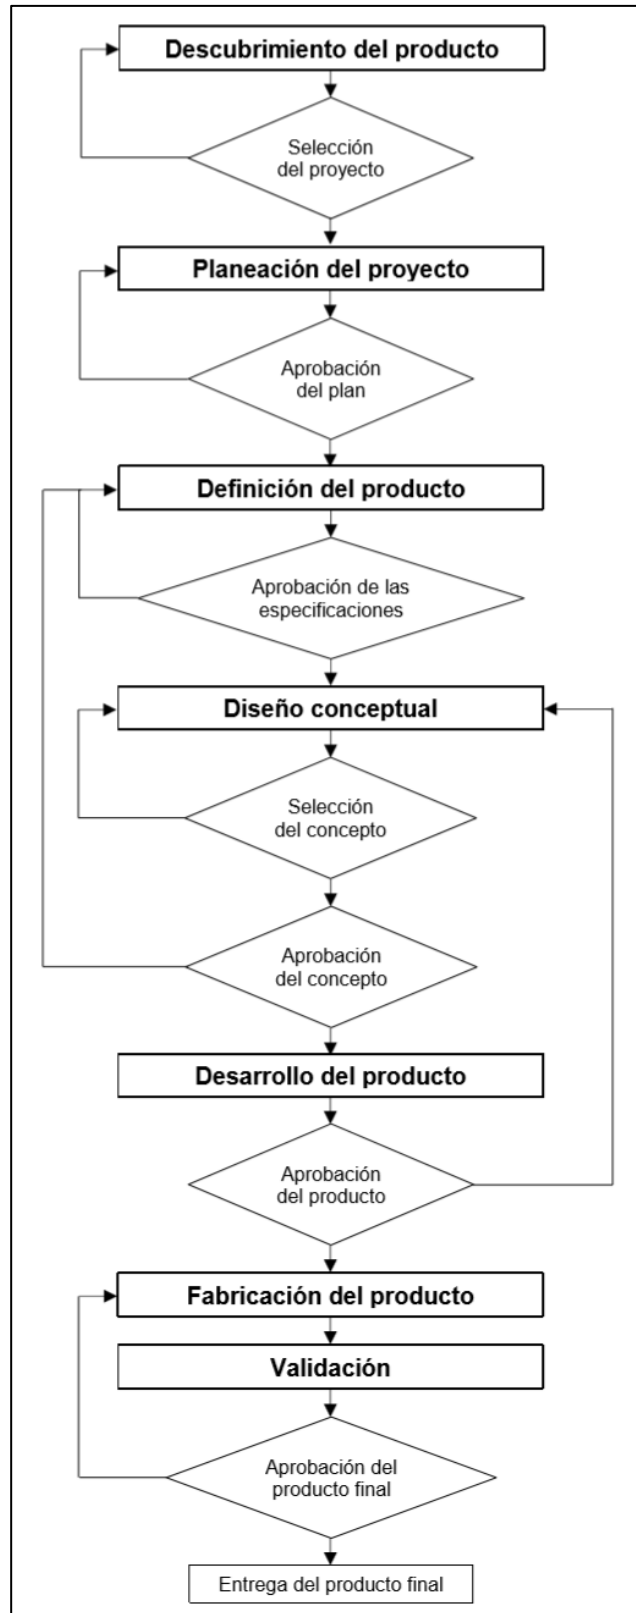 Descubrimiento del producto
Selección
del proyecto
Planeación del proyecto
Aprobación
del plan
Definición del producto
Aprobación de las
especificaciones
Diseño conceptual
Selección
del concepto
Aprobación
del concepto
Desarrollo del producto
Aprobación
del producto
Fabricación del producto
Validación
Aprobación del
producto final
Entrega del producto final